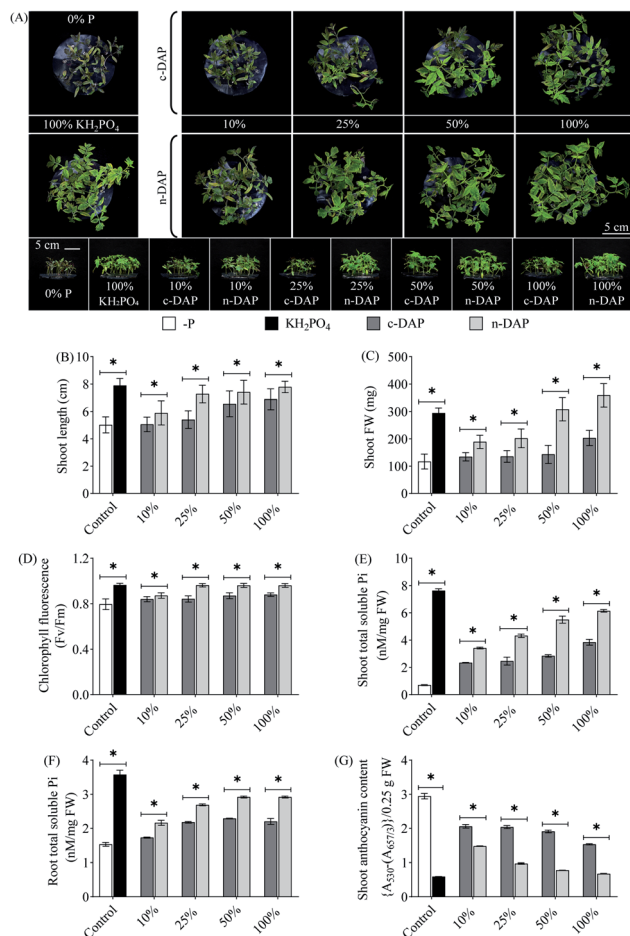 (A)
0% P
c-DAP
100% KH₂PO₄
10%
25%
50%
100%
n-DAP
5 cm
5 cm
0% P
100%
KH₂PO₄
10%
c-DAP
10%
n-DAP
25%
c-DAP
25%
n-DAP
50%
c-DAP
50%
n-DAP
100%
c-DAP
100%
n-DAP
-P
KH₂PO₄
c-DAP
n-DAP
(B)
Shoot length (cm)
10
8
6
4
2
0
* * * * *
Control
10%
25%
50%
100%
(C)
Shoot FW (mg)
500
400
300
200
100
0
* * * * *
Control
10%
25%
50%
100%
(D)
Chlorophyll fluorescence
(Fv/Fm)
1.2
0.8
0.4
0
* * * * *
Control
10%
25%
50%
100%
(E)
Shoot total soluble Pi
(nM/mg FW)
10
8
6
4
2
0
* * * * *
Control
10%
25%
50%
100%
(F)
Root total soluble Pi
(nM/mg FW)
4
3
2
1
0
* * * * *
Control
10%
25%
50%
100%
(G)
Shoot anthocyanin content
{A₅₃₀-(A₆₅₇/₃)}/0.25 g FW
4
3
2
1
0
* * * * *
Control
10%
25%
50%
100%